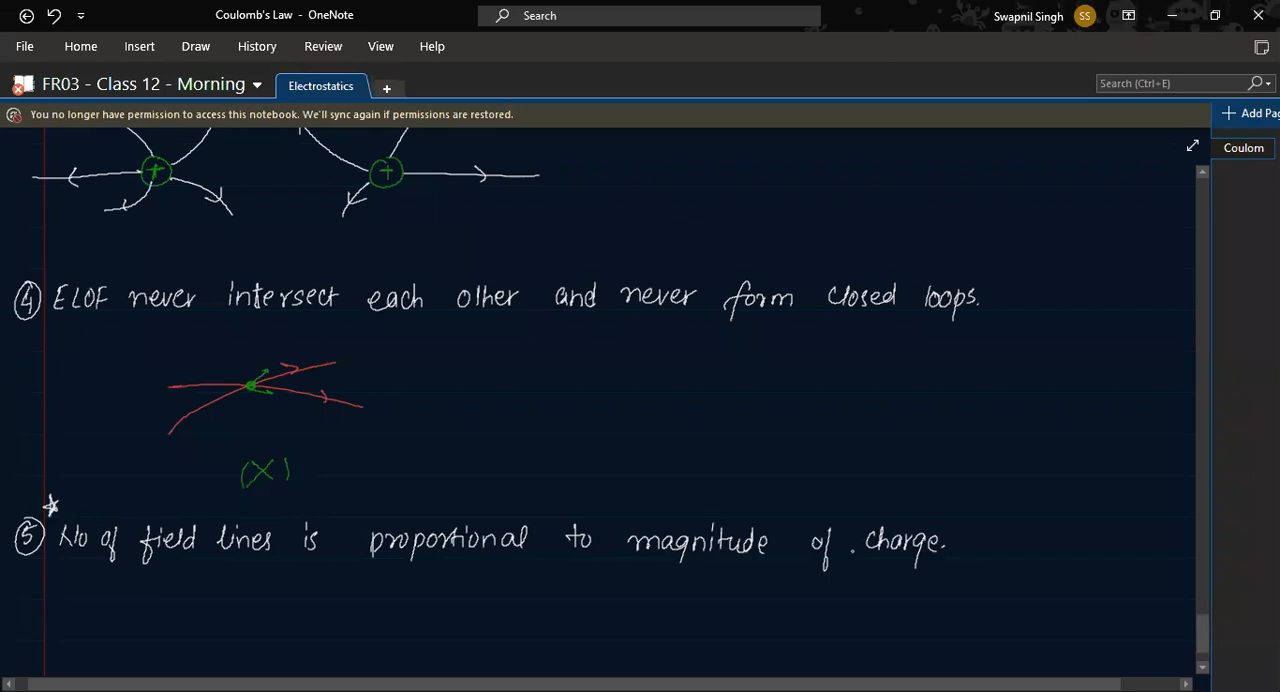 Coulomb's Law - OneNote
Search
Swapnil Singh
SS
File Home Insert Draw History Review View Help
FR03 - Class 12 - Morning
Electrostatics
+
Search (Ctrl+E)
You no longer have permission to access this notebook. We'll sync again if permissions are restored.
+ Add Pag
Coulom
+ +
④ ELOF never intersect each other and never form closed loops.
(X)
*
⑤ No of field lines is proportional to magnitude of . charge.